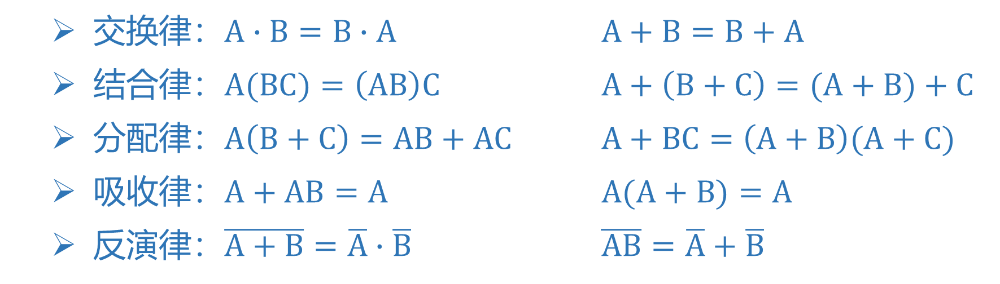 ➢ 交换律：A · B = B · A A + B = B + A
➢ 结合律：A(BC) = (AB)C A + (B + C) = (A + B) + C
➢ 分配律：A(B + C) = AB + AC A + BC = (A + B)(A + C)
➢ 吸收律：A + AB = A A(A + B) = A
➢ 反演律：A̅ ̅+̅ ̅B̅ = A̅ · B̅ A̅B̅ = A̅ + B̅